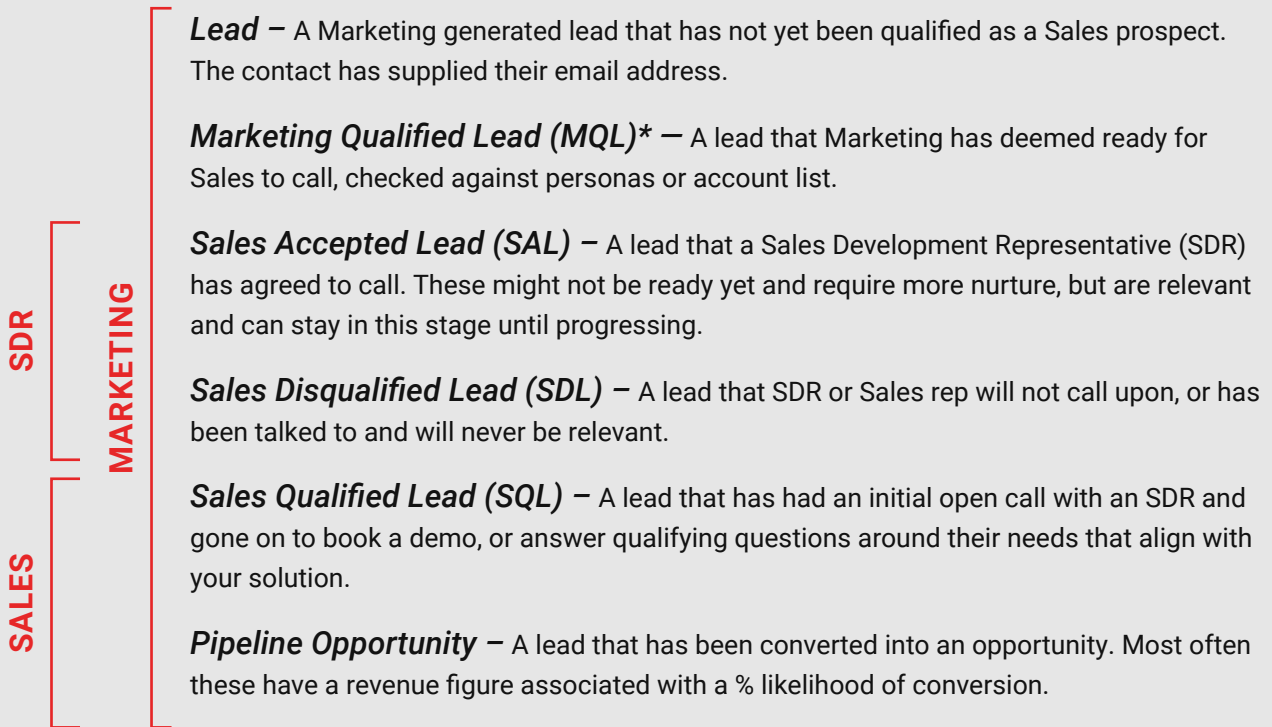 Lead – A Marketing generated lead that has not yet been qualified as a Sales prospect.
The contact has supplied their email address.
Marketing Qualified Lead (MQL)* — A lead that Marketing has deemed ready for
Sales to call, checked against personas or account list.
Sales Accepted Lead (SAL) – A lead that a Sales Development Representative (SDR)
has agreed to call. These might not be ready yet and require more nurture, but are relevant
and can stay in this stage until progressing.
Sales Disqualified Lead (SDL) – A lead that SDR or Sales rep will not call upon, or has
been talked to and will never be relevant.
Sales Qualified Lead (SQL) – A lead that has had an initial open call with an SDR and
gone on to book a demo, or answer qualifying questions around their needs that align with
your solution.
Pipeline Opportunity – A lead that has been converted into an opportunity. Most often
these have a revenue figure associated with a % likelihood of conversion.
SDR
MARKETING
SALES